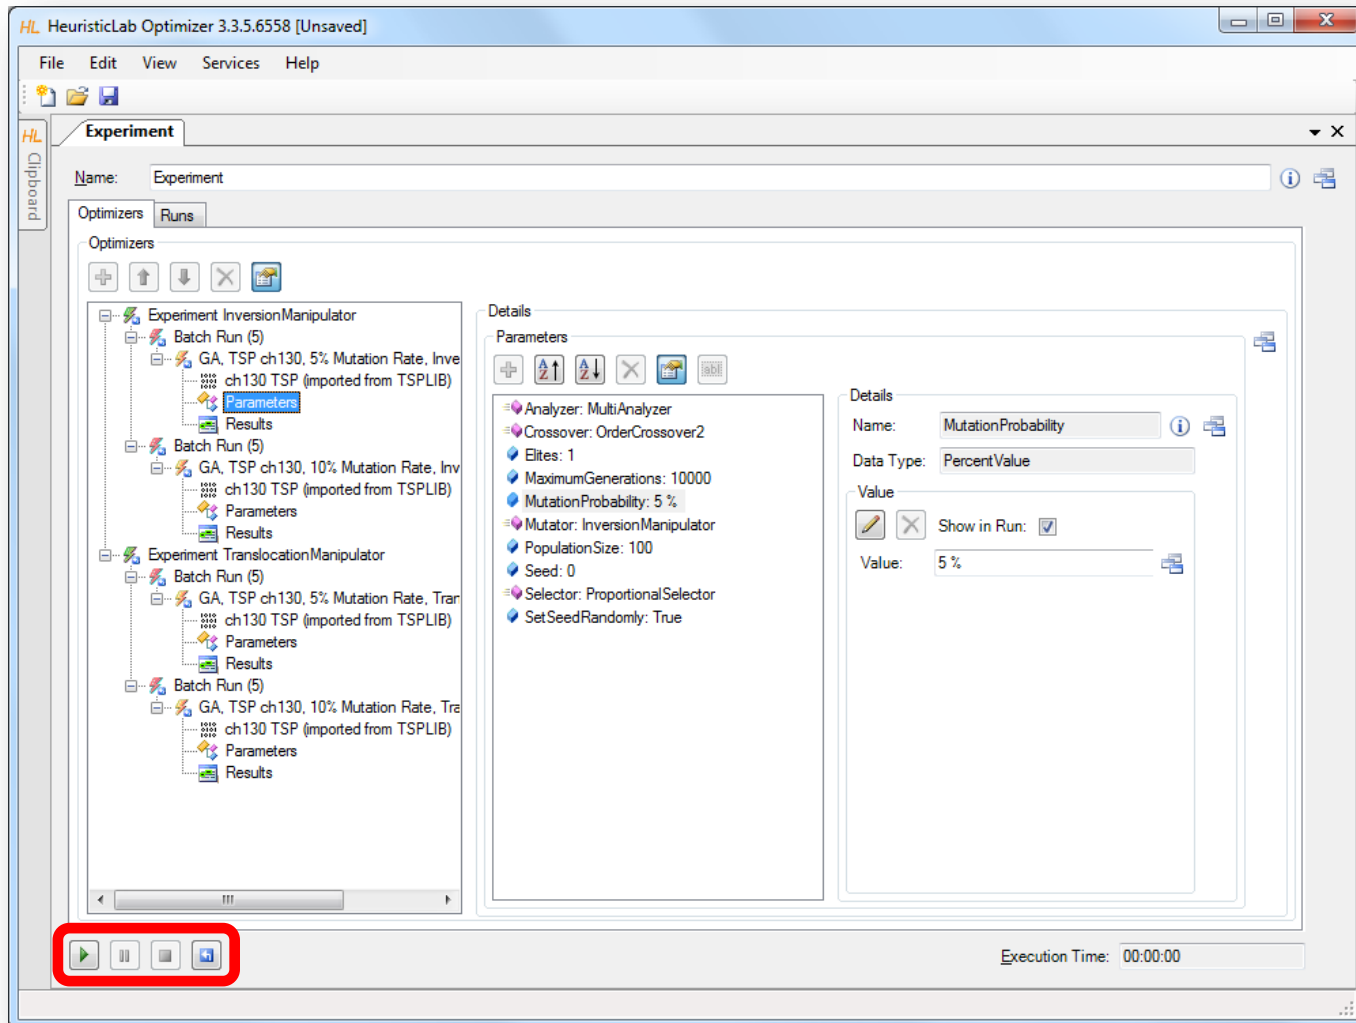 HL HeuristicLab Optimizer 3.3.5.6558 [Unsaved]
File Edit View Services Help
HL Clipboard
Experiment
Name: Experiment
Optimizers Runs
Optimizers
Experiment InversionManipulator
Batch Run (5)
GA, TSP ch130, 5% Mutation Rate, Inve
ch130 TSP (imported from TSPLIB)
Parameters
Results
Batch Run (5)
GA, TSP ch130, 10% Mutation Rate, Inv
ch130 TSP (imported from TSPLIB)
Parameters
Results
Experiment TranslocationManipulator
Batch Run (5)
GA, TSP ch130, 5% Mutation Rate, Tran
ch130 TSP (imported from TSPLIB)
Parameters
Results
Batch Run (5)
GA, TSP ch130, 10% Mutation Rate, Tra
ch130 TSP (imported from TSPLIB)
Parameters
Results
Details
Parameters
A Z A Z abl
Analyzer: MultiAnalyzer
Crossover: OrderCrossover2
Elites: 1
MaximumGenerations: 10000
MutationProbability: 5 %
Mutator: InversionManipulator
PopulationSize: 100
Seed: 0
Selector: ProportionalSelector
SetSeedRandomly: True
Details
Name: MutationProbability
Data Type: PercentValue
Value
Show in Run:
Value: 5 %
Execution Time: 00:00:00